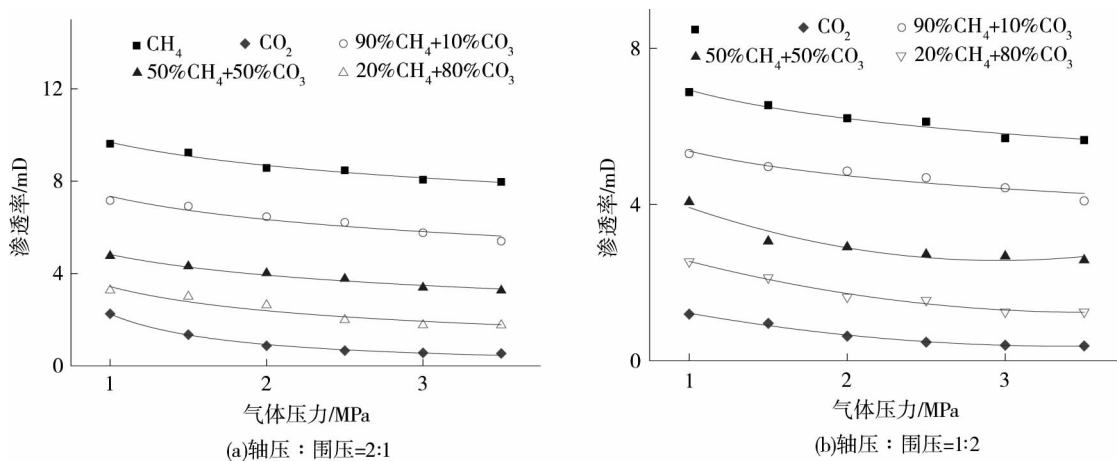 12
8
4
0
渗透率/mD
CH₄
CO₂
90%CH₄+10%CO₃
50%CH₄+50%CO₃
20%CH₄+80%CO₃
1
2
3
气体压力/MPa
(a)轴压：围压=2:1
8
4
0
渗透率/mD
CO₂
90%CH₄+10%CO₃
50%CH₄+50%CO₃
20%CH₄+80%CO₃
1
2
3
气体压力/MPa
(b)轴压：围压=1:2